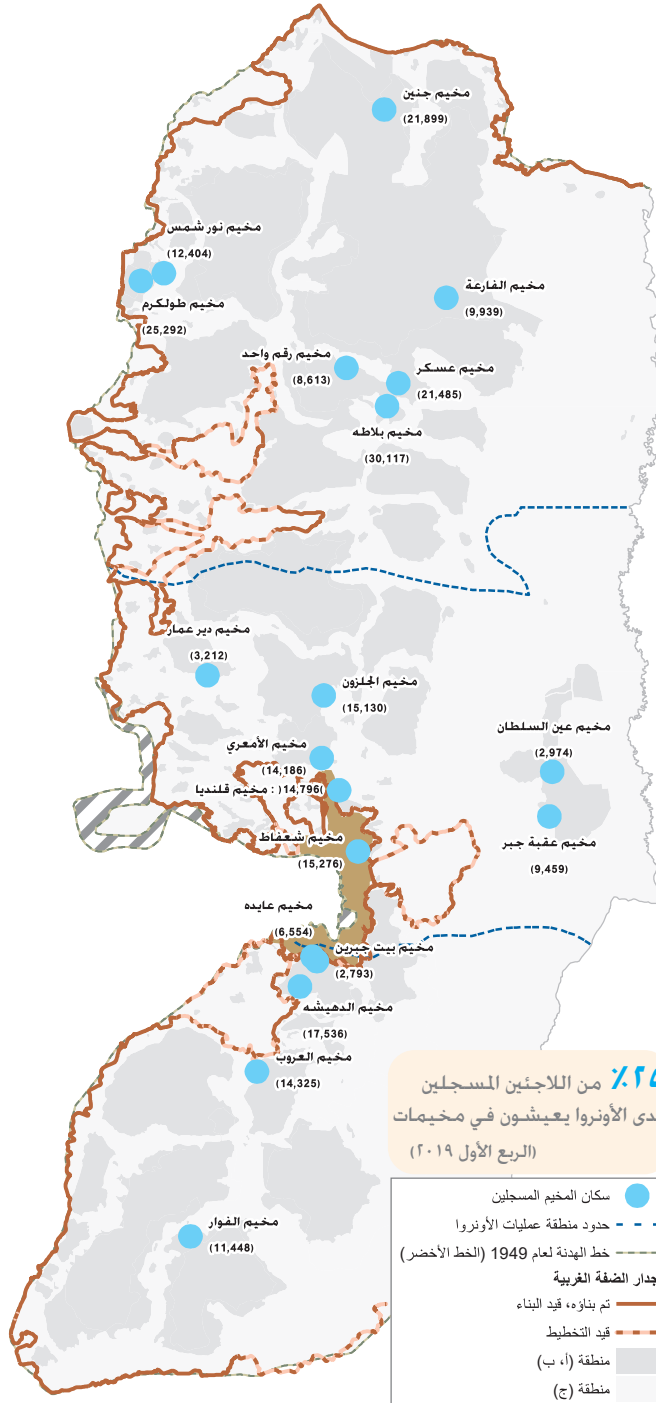 مخيم جنين
(21,899)
مخيم نور شمس
(12,404)
مخيم طولكرم
(25,292)
مخيم الفارعة
(9,939)
مخيم رقم واحد
(8,613)
مخيم عسكر
(21,485)
مخيم بلاطه
(30,117)
مخيم دير عمار
(3,212)
مخيم الجلزون
(15,130)
مخيم عين السلطان
(2,974)
مخيم الأمعري
(14,186)
مخيم قلنديا : (14,796)
مخيم عقبة جبر
(9,459)
مخيم شعفاط
(15,276)
مخيم عايده
(6,554)
مخيم بيت جبرين
(2,793)
مخيم الدهيشه
(17,536)
مخيم العروب
(14,325)
مخيم الفوار
(11,448)
٢٥٪ من اللاجئين المسجلين
دى الأونروا يعيشون في مخيمات
(الربع الأول ٢٠١٩)
سكان المخيم المسجلين
حدود منطقة عمليات الأونروا
خط الهدنة لعام 1949 (الخط الأخضر)
جدار الضفة الغربية
تم بناؤه، قيد البناء
قيد التخطيط
منطقة (أ، ب)
منطقة (ج)